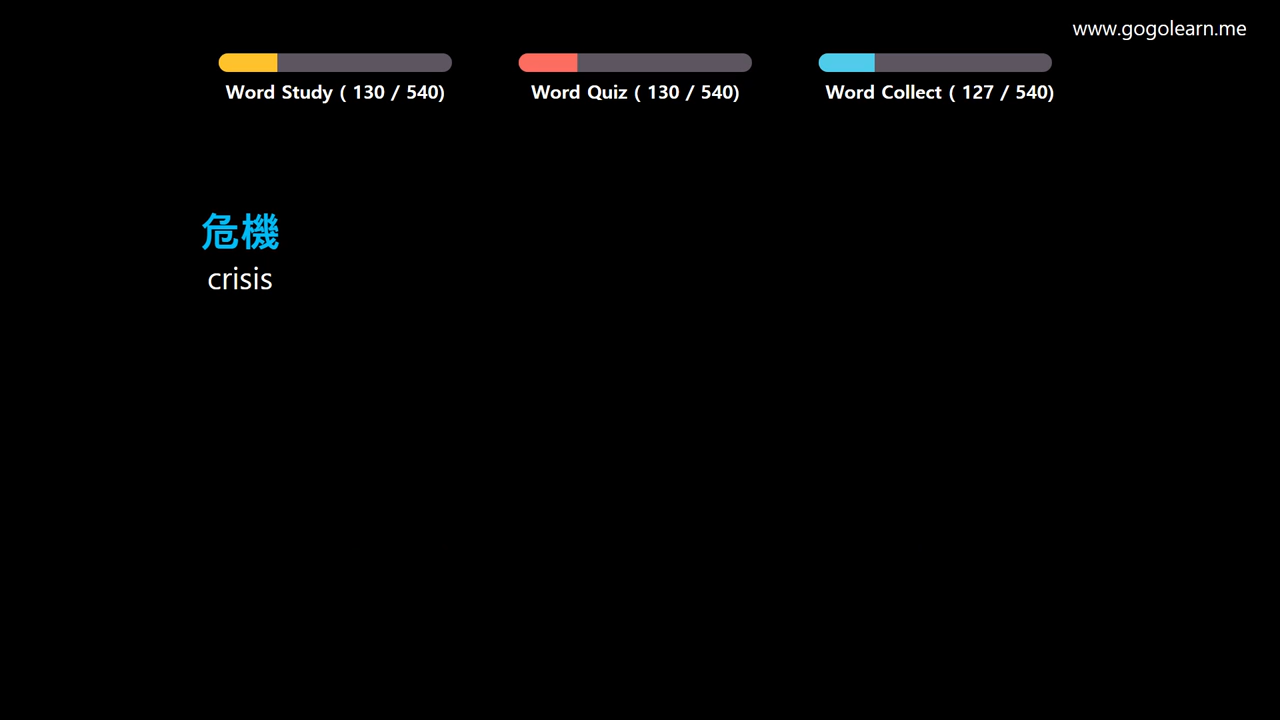 www.gogolearn.me
Word Study ( 130 / 540)
Word Quiz ( 130 / 540)
Word Collect ( 127 / 540)
危機
crisis